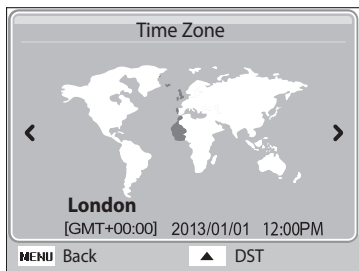 Time Zone
London
[GMT+00:00] 2013/01/01 12:00PM
MENU Back ▲ DST